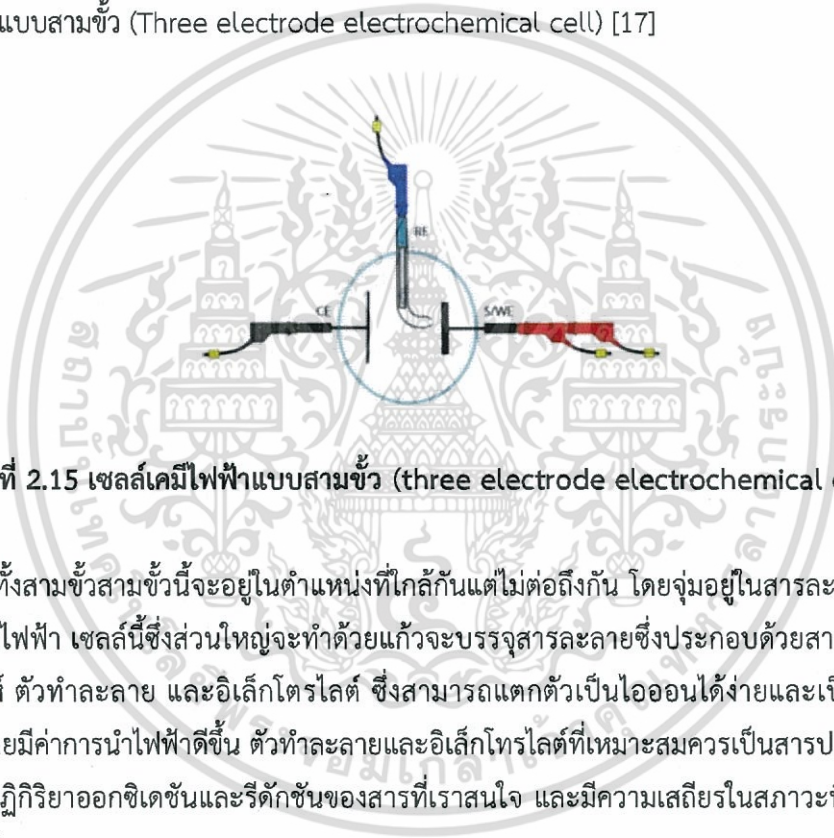 แบบสามขั้ว (Three electrode electrochemical cell) [17]
RE
CE
S/WE
ที่ 2.15 เซลล์เคมีไฟฟ้าแบบสามขั้ว (three electrode electrochemical
ทั้งสามขั้วสามขั้วนี้จะอยู่ในตำแหน่งที่ใกล้กันแต่ไม่ต่อถึงกัน โดยจุ่มอยู่ในสารละ
ไฟฟ้า เซลล์นี้ซึ่งส่วนใหญ่จะทำด้วยแก้วจะบรรจุสารละลายซึ่งประกอบด้วยสา
ตัวทำละลาย และอิเล็กโตรไลต์ ซึ่งสามารถแตกตัวเป็นไอออนได้ง่ายและเป็
ยมีค่าการนำไฟฟ้าดีขึ้น ตัวทำละลายและอิเล็กโทรไลต์ที่เหมาะสมควรเป็นสารป
ฏิกิริยาออกซิเดชันและรีดักชันของสารที่เราสนใจ และมีความเสถียรในสภาวะ